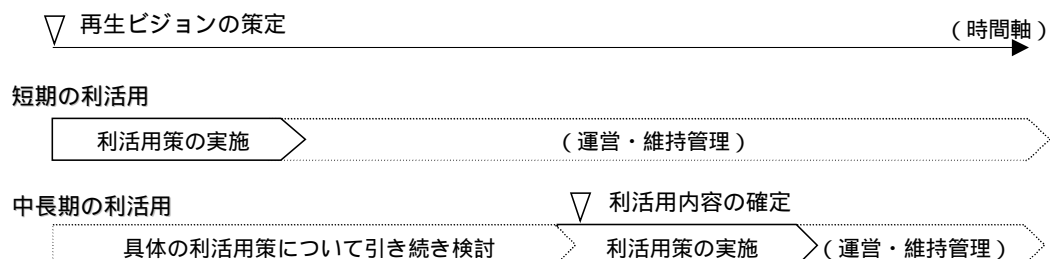 ▽ 再生ビジョンの策定
(時間軸)
短期の利活用
利活用策の実施
(運営・維持管理)
中長期の利活用
▽ 利活用内容の確定
具体の利活用策について引き続き検討
利活用策の実施
(運営・維持管理)